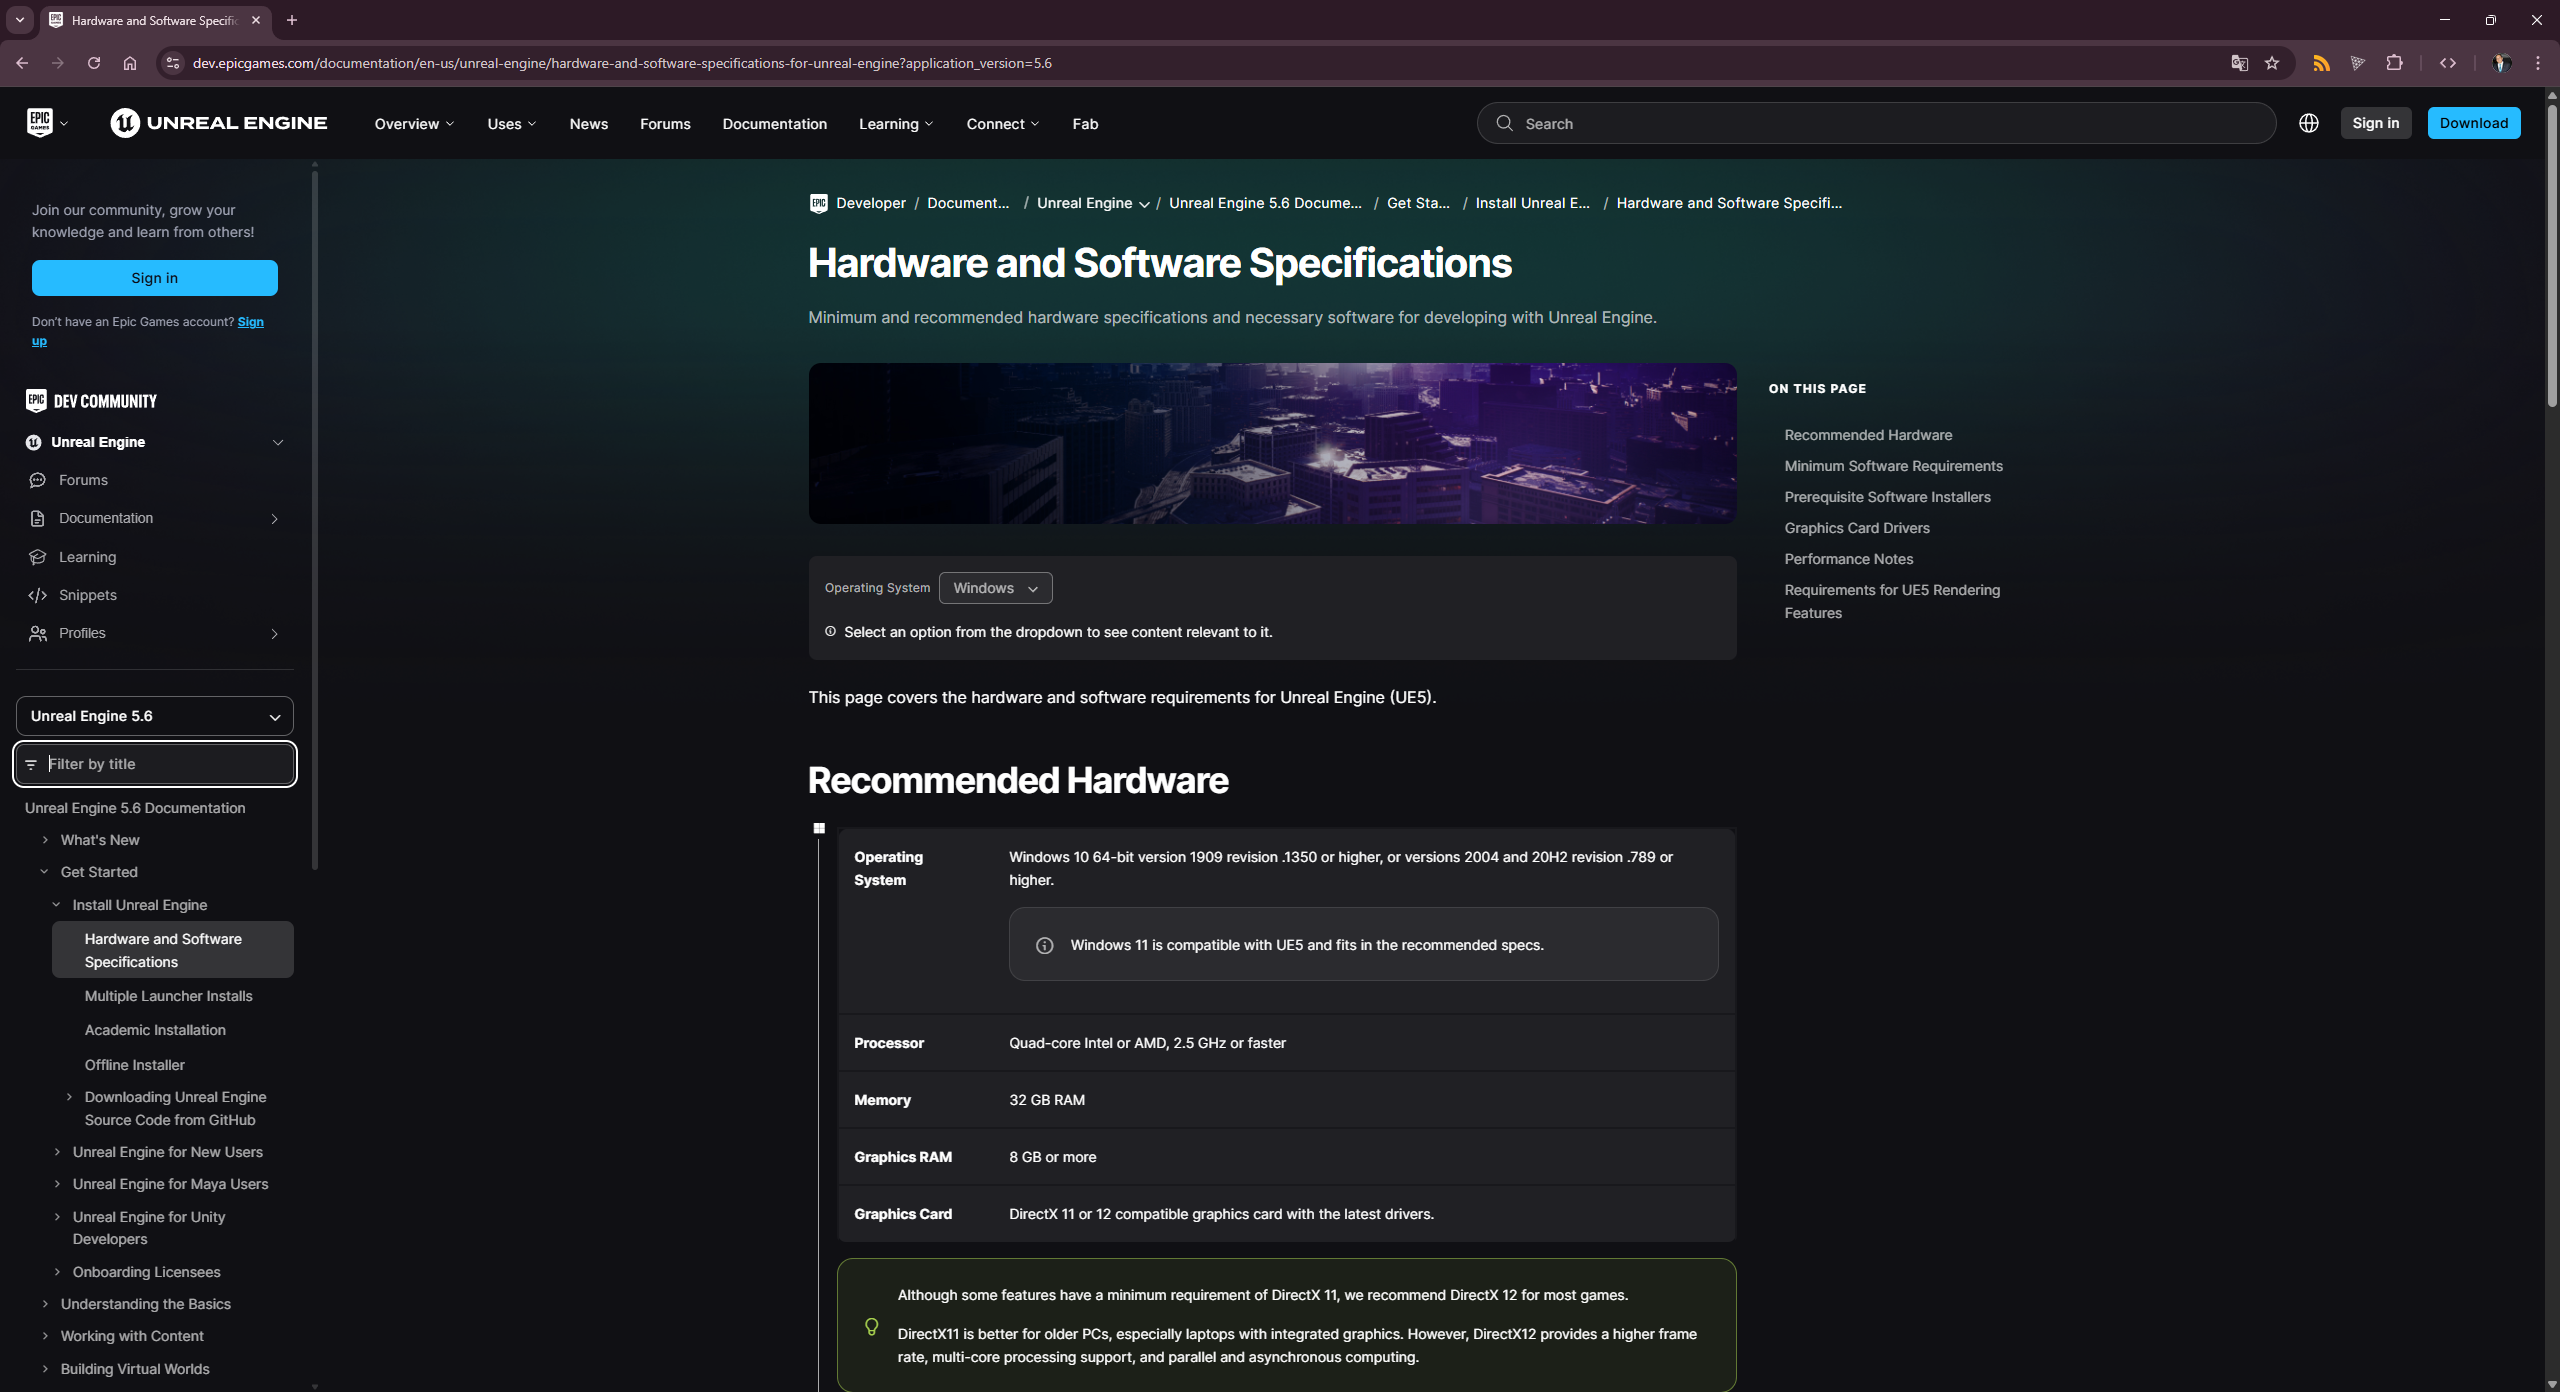 Hardware and Software Specific
dev.epicgames.com/documentation/en-us/unreal-engine/hardware-and-software-specifications-for-unreal-engine?application_version=5.6
EPIC GAMES
UNREAL ENGINE
Overview
Uses
News
Forums
Documentation
Learning
Connect
Fab
Search
Sign in
Download
Join our community, grow your
knowledge and learn from others!
Sign in
Don't have an Epic Games account? Sign
up
EPIC DEV COMMUNITY
Unreal Engine
Forums
Documentation
Learning
Snippets
Profiles
Unreal Engine 5.6
Filter by title
Unreal Engine 5.6 Documentation
What's New
Get Started
Install Unreal Engine
Hardware and Software
Specifications
Multiple Launcher Installs
Academic Installation
Offline Installer
Downloading Unreal Engine
Source Code from GitHub
Unreal Engine for New Users
Unreal Engine for Maya Users
Unreal Engine for Unity
Developers
Onboarding Licensees
Understanding the Basics
Working with Content
Building Virtual Worlds
EPIC Developer / Document... / Unreal Engine / Unreal Engine 5.6 Docume... / Get Sta... / Install Unreal E... / Hardware and Software Specifi...
Hardware and Software Specifications
Minimum and recommended hardware specifications and necessary software for developing with Unreal Engine.
Operating System Windows
Select an option from the dropdown to see content relevant to it.
This page covers the hardware and software requirements for Unreal Engine (UE5).
Recommended Hardware
Operating
System
Windows 10 64-bit version 1909 revision .1350 or higher, or versions 2004 and 20H2 revision .789 or
higher.
Windows 11 is compatible with UE5 and fits in the recommended specs.
Processor
Quad-core Intel or AMD, 2.5 GHz or faster
Memory
32 GB RAM
Graphics RAM
8 GB or more
Graphics Card
DirectX 11 or 12 compatible graphics card with the latest drivers.
Although some features have a minimum requirement of DirectX 11, we recommend DirectX 12 for most games.
DirectX11 is better for older PCs, especially laptops with integrated graphics. However, DirectX12 provides a higher frame
rate, multi-core processing support, and parallel and asynchronous computing.
ON THIS PAGE
Recommended Hardware
Minimum Software Requirements
Prerequisite Software Installers
Graphics Card Drivers
Performance Notes
Requirements for UE5 Rendering
Features